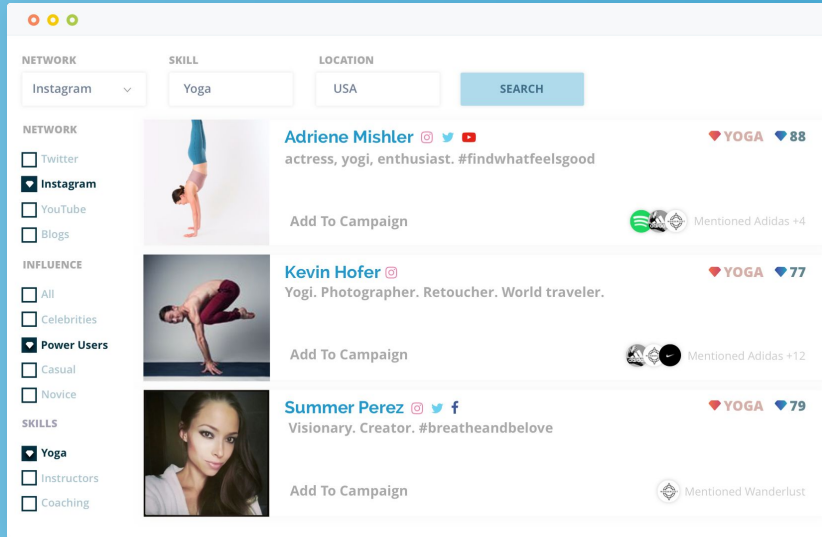 NETWORK SKILL LOCATION
Instagram Yoga USA SEARCH
NETWORK
Twitter
Instagram
YouTube
Blogs
INFLUENCE
All
Celebrities
Power Users
Casual
Novice
SKILLS
Yoga
Instructors
Coaching
Adriene Mishler YOGA 88
actress, yogi, enthusiast. #findwhatfeelsgood
Add To Campaign Mentioned Adidas +4
Kevin Hofer YOGA 77
Yogi. Photographer. Retoucher. World traveler.
Add To Campaign Mentioned Adidas +12
Summer Perez YOGA 79
Visionary. Creator. #breatheandbelove
Add To Campaign Mentioned Wanderlust